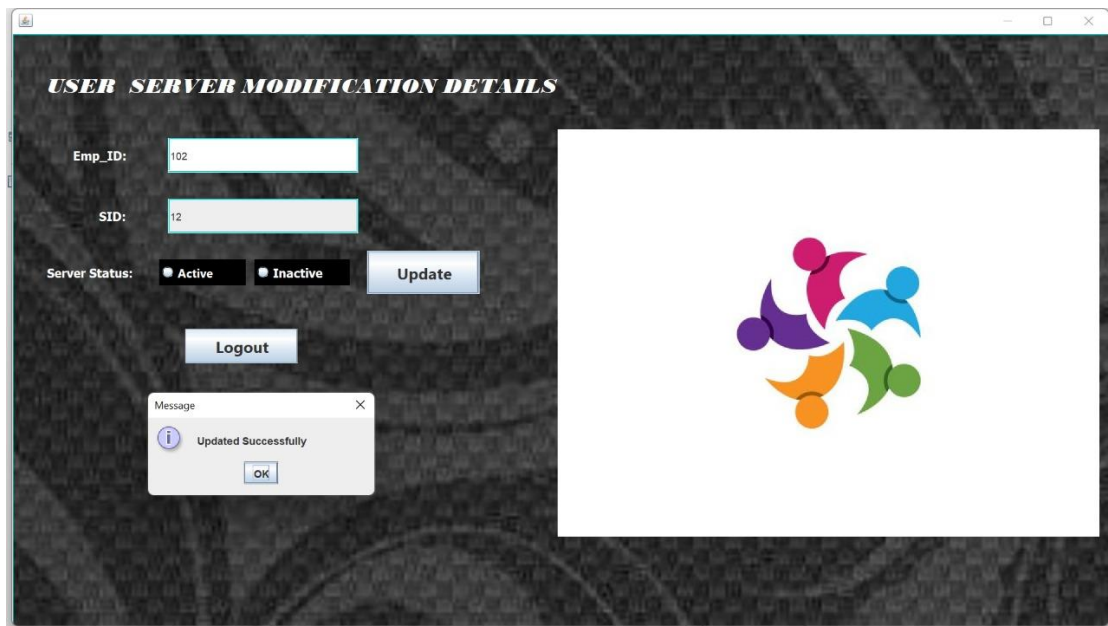 USER SERVER MODIFICATION DETAILS
Emp_ID: 102
SID: 12
Server Status: Active Inactive Update
Logout
Message
Updated Successfully
OK